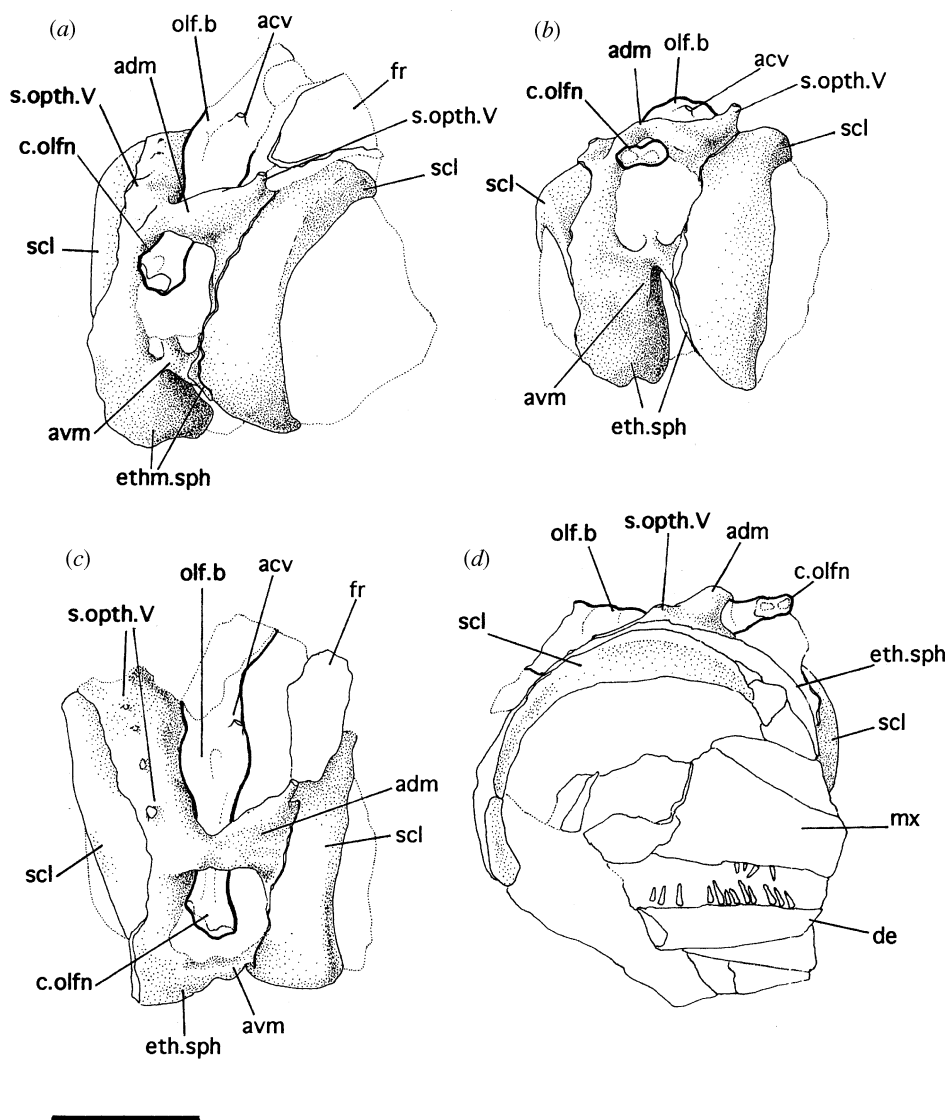 (a)
olf.b
acv
adm
fr
s.opth.V
s.opth.V
c.olfn
scl
scl
avm
ethm.sph
(b)
adm
olf.b
acv
c.olfn
s.opth.V
scl
scl
avm
eth.sph
(c)
olf.b
acv
fr
s.opth.V
adm
scl
scl
c.olfn
avm
eth.sph
(d)
olf.b
s.opth.V
adm
c.olfn
scl
eth.sph
scl
mx
de